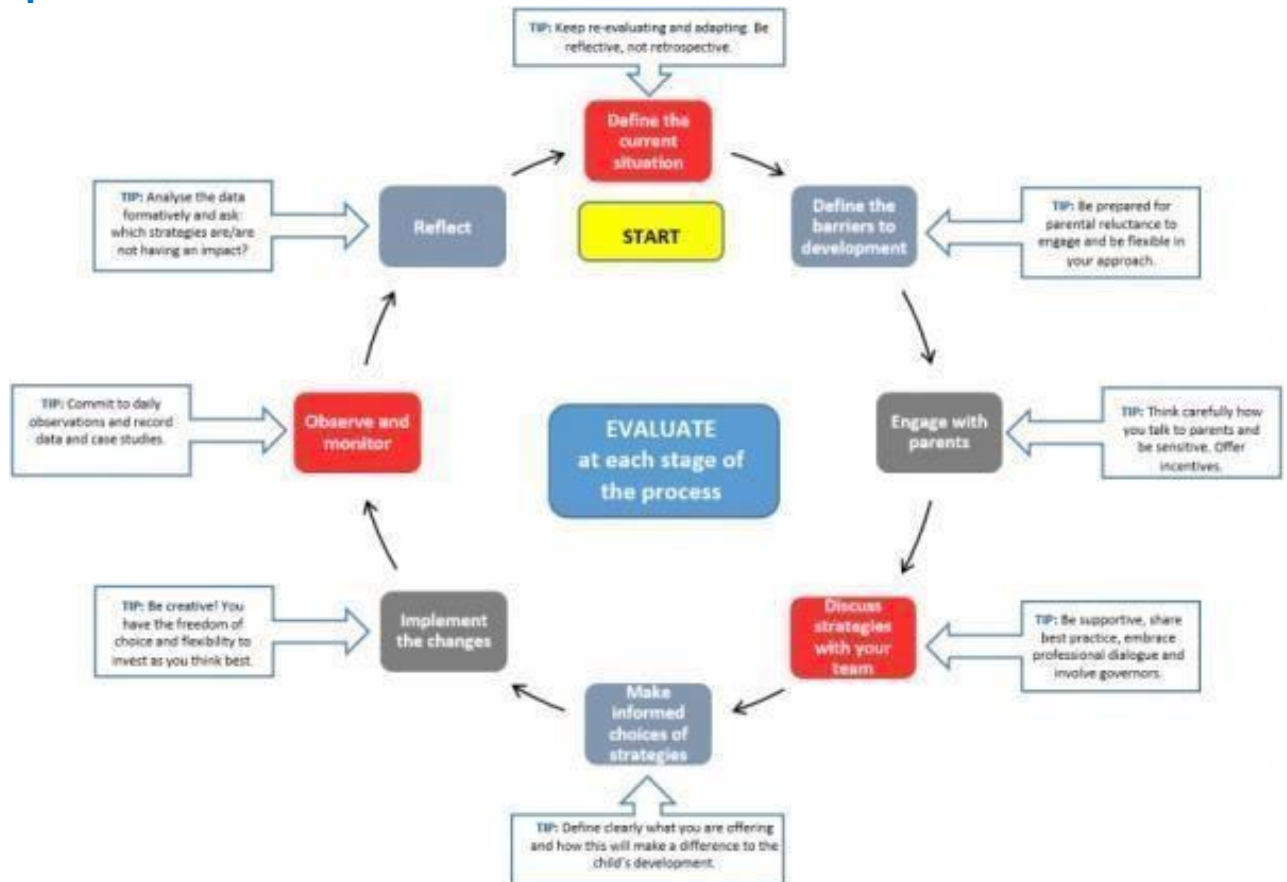 TIP: Keep re-evaluating and adapting. Be
reflective, not retrospective.
Define the
current
situation
START
Define the
barriers to
development
TIP: Be prepared for
parental reluctance to
engage and be flexible in
your approach.
Engage with
parents
TIP: Think carefully how
you talk to parents and
be sensitive. Offer
incentives.
Discuss
strategies
with your
team
TIP: Be supportive, share
best practice, embrace
professional dialogue and
involve governors.
Make
informed
choices of
strategies
TIP: Define clearly what you are offering
and how this will make a difference to the
child's development.
Implement
the changes
TIP: Be creative! You
have the freedom of
choice and flexibility to
invest as you think best.
Observe and
monitor
TIP: Commit to daily
observations and record
data and case studies.
Reflect
TIP: Analyse the data
formatively and ask:
which strategies are/are
not having an impact?
EVALUATE
at each stage of
the process